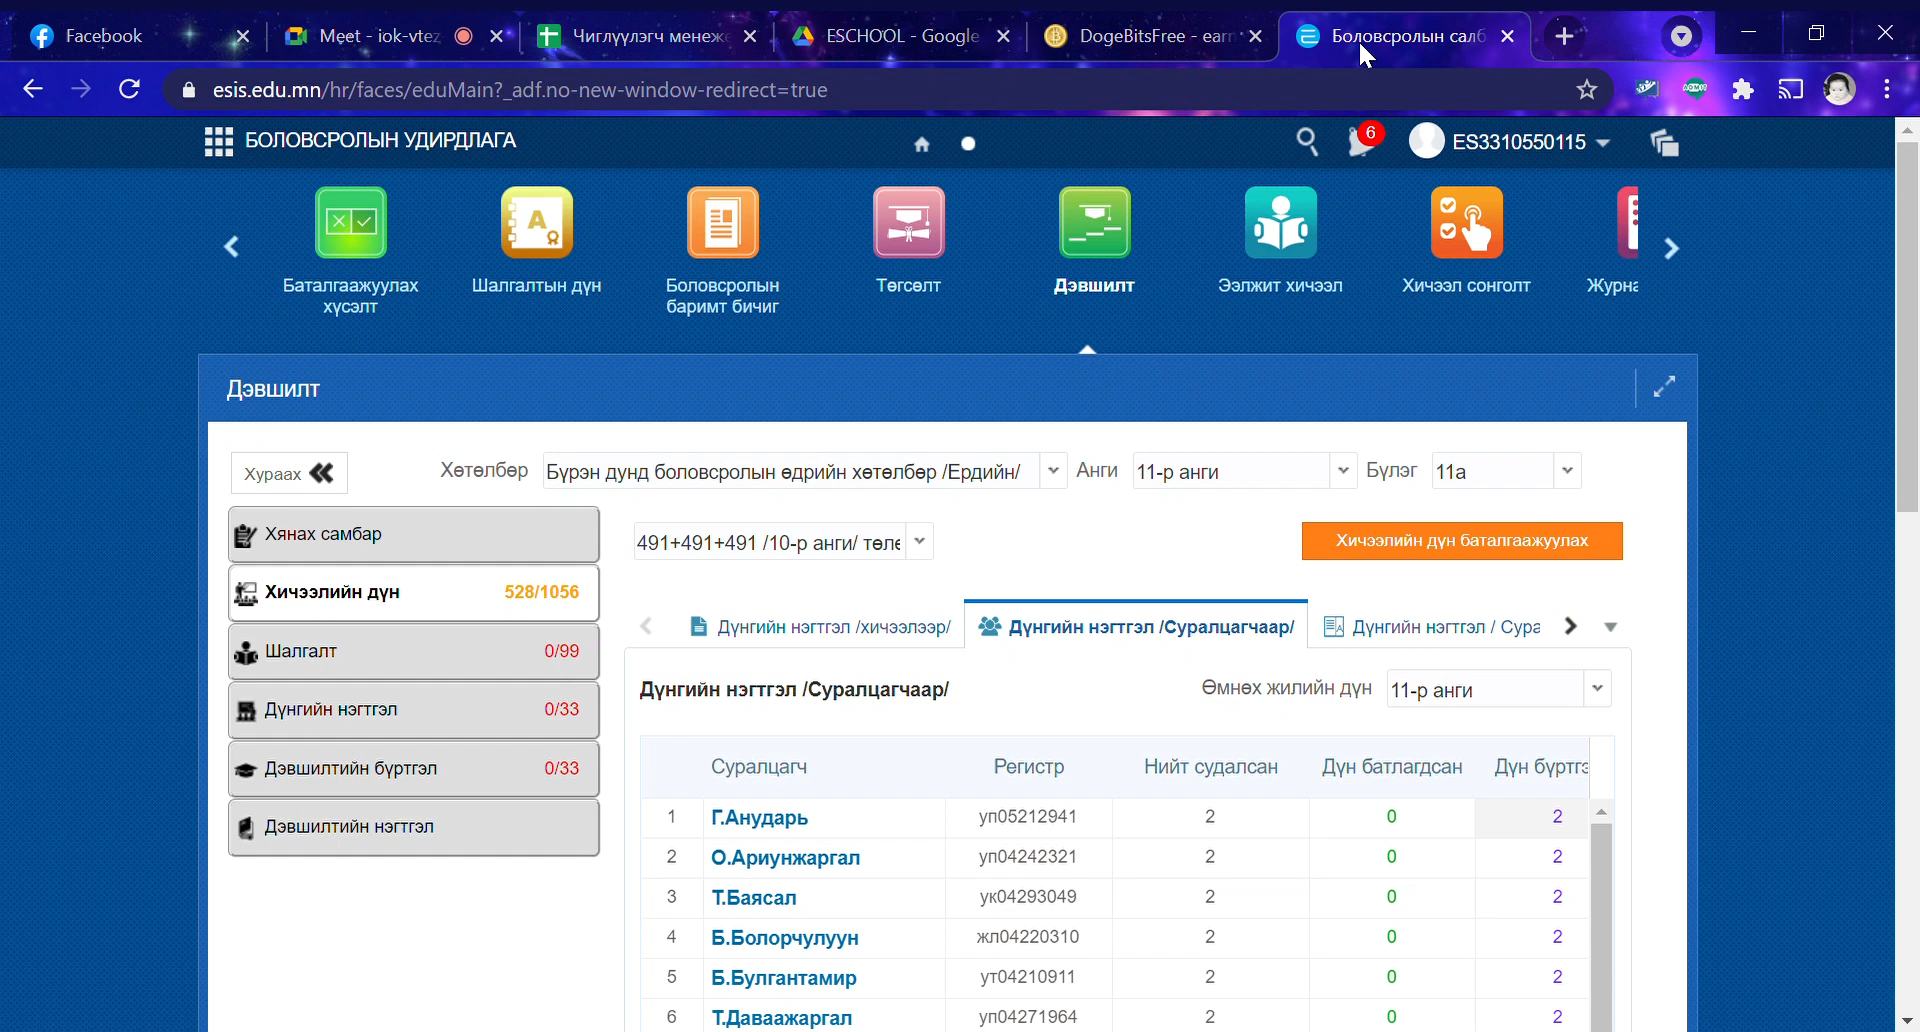 Facebook
Meet - iok-vtez
Чиглүүлэгч менеже
ESCHOOL - Google
DogeBitsFree - earn
Боловсролын салб
esis.edu.mn/hr/faces/eduMain?_adf.no-new-window-redirect=true
БОЛОВСРОЛЫН УДИРДЛАГА
6
ES3310550115
Баталгаажуулах хүсэлт
Шалгалтын дүн
Боловсролын баримт бичиг
Төгсөлт
Дэвшилт
Ээлжит хичээл
Хичээл сонголт
Журна
Дэвшилт
Хураах
Хөтөлбөр Бүрэн дунд боловсролын өдрийн хөтөлбөр /Ердийн/ Анги 11-р анги Бүлэг 11а
Хянах самбар
Хичээлийн дүн 528/1056
Шалгалт 0/99
Дүнгийн нэгтгэл 0/33
Дэвшилтийн бүртгэл 0/33
Дэвшилтийн нэгтгэл
491+491+491 /10-р анги/ төлө
Хичээлийн дүн баталгаажуулах
Дүнгийн нэгтгэл /хичээлээр/
Дүнгийн нэгтгэл /Суралцагчаар/
Дүнгийн нэгтгэл / Сура
Дүнгийн нэгтгэл /Суралцагчаар/
Өмнөх жилийн дүн 11-р анги
Суралцагч Регистр Нийт судалсан Дүн батлагдсан Дүн бүртгэ
1 Г.Анударь уп05212941 2 0 2
2 О.Ариунжаргал уп04242321 2 0 2
3 Т.Баясал ук04293049 2 0 2
4 Б.Болорчулуун жл04220310 2 0 2
5 Б.Булгантамир ут04210911 2 0 2
6 Т.Даваажаргал уп04271964 2 0 2